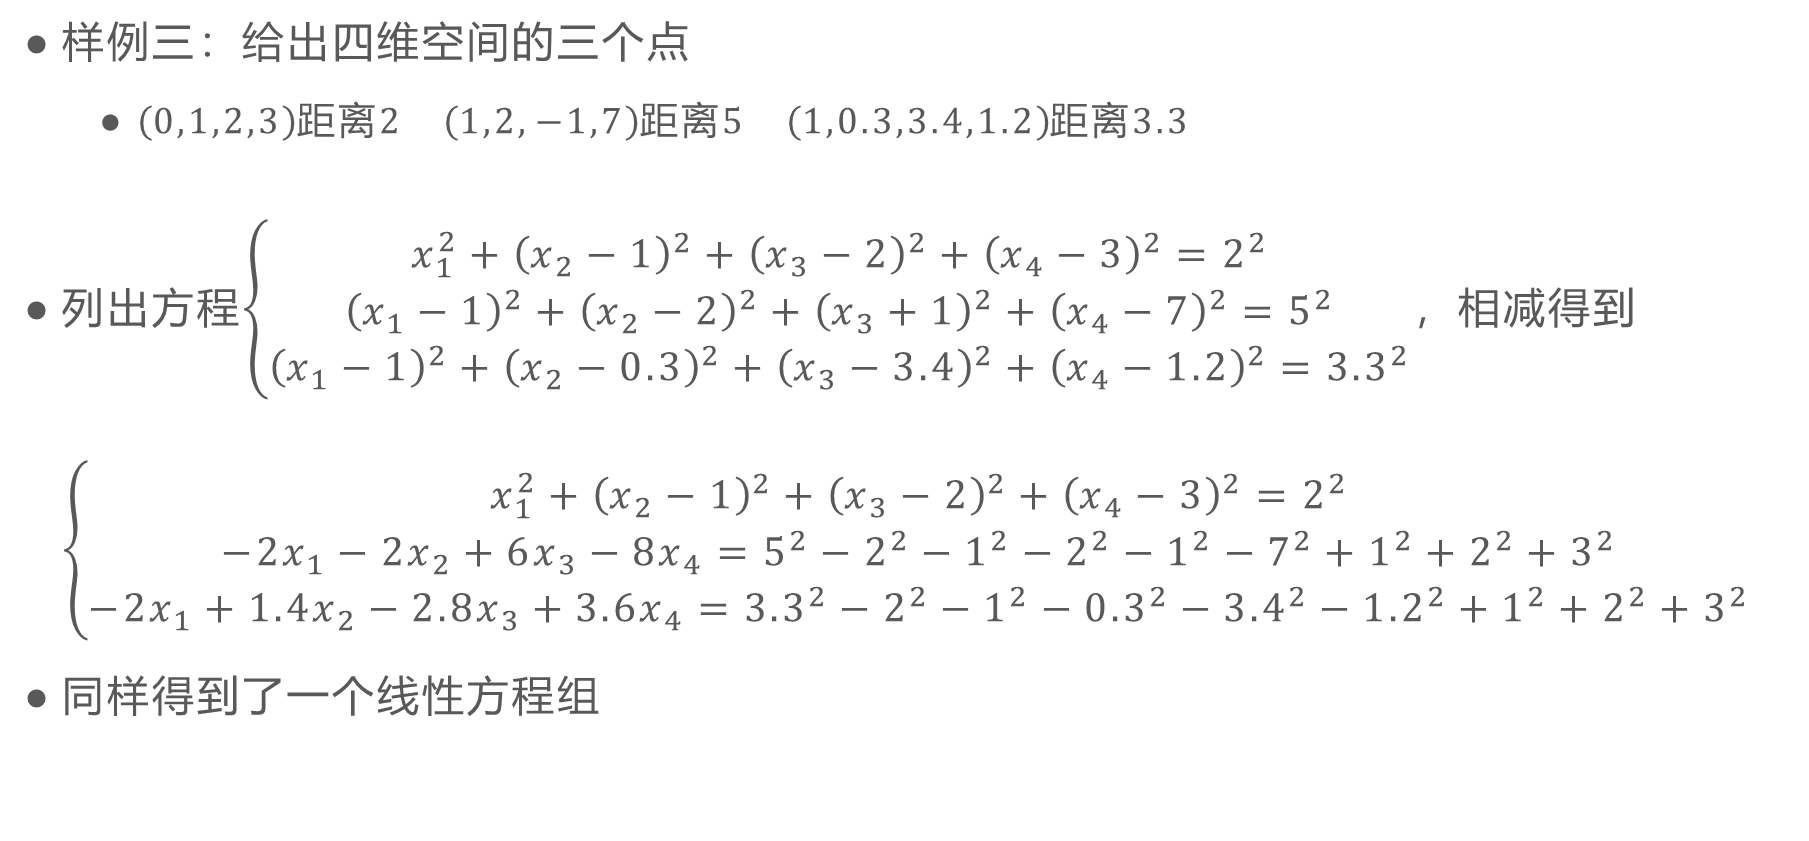 • 样例三：给出四维空间的三个点
• (0,1,2,3)距离2 (1,2,−1,7)距离5 (1,0.3,3.4,1.2)距离3.3
x₁² + (x₂ − 1)² + (x₃ − 2)² + (x₄ − 3)² = 2²
• 列出方程{ (x₁ − 1)² + (x₂ − 2)² + (x₃ + 1)² + (x₄ − 7)² = 5² ，相减得到
(x₁ − 1)² + (x₂ − 0.3)² + (x₃ − 3.4)² + (x₄ − 1.2)² = 3.3²
x₁² + (x₂ − 1)² + (x₃ − 2)² + (x₄ − 3)² = 2²
{ −2x₁ − 2x₂ + 6x₃ − 8x₄ = 5² − 2² − 1² − 2² − 1² − 7² + 1² + 2² + 3²
−2x₁ + 1.4x₂ − 2.8x₃ + 3.6x₄ = 3.3² − 2² − 1² − 0.3² − 3.4² − 1.2² + 1² + 2² + 3²
• 同样得到了一个线性方程组